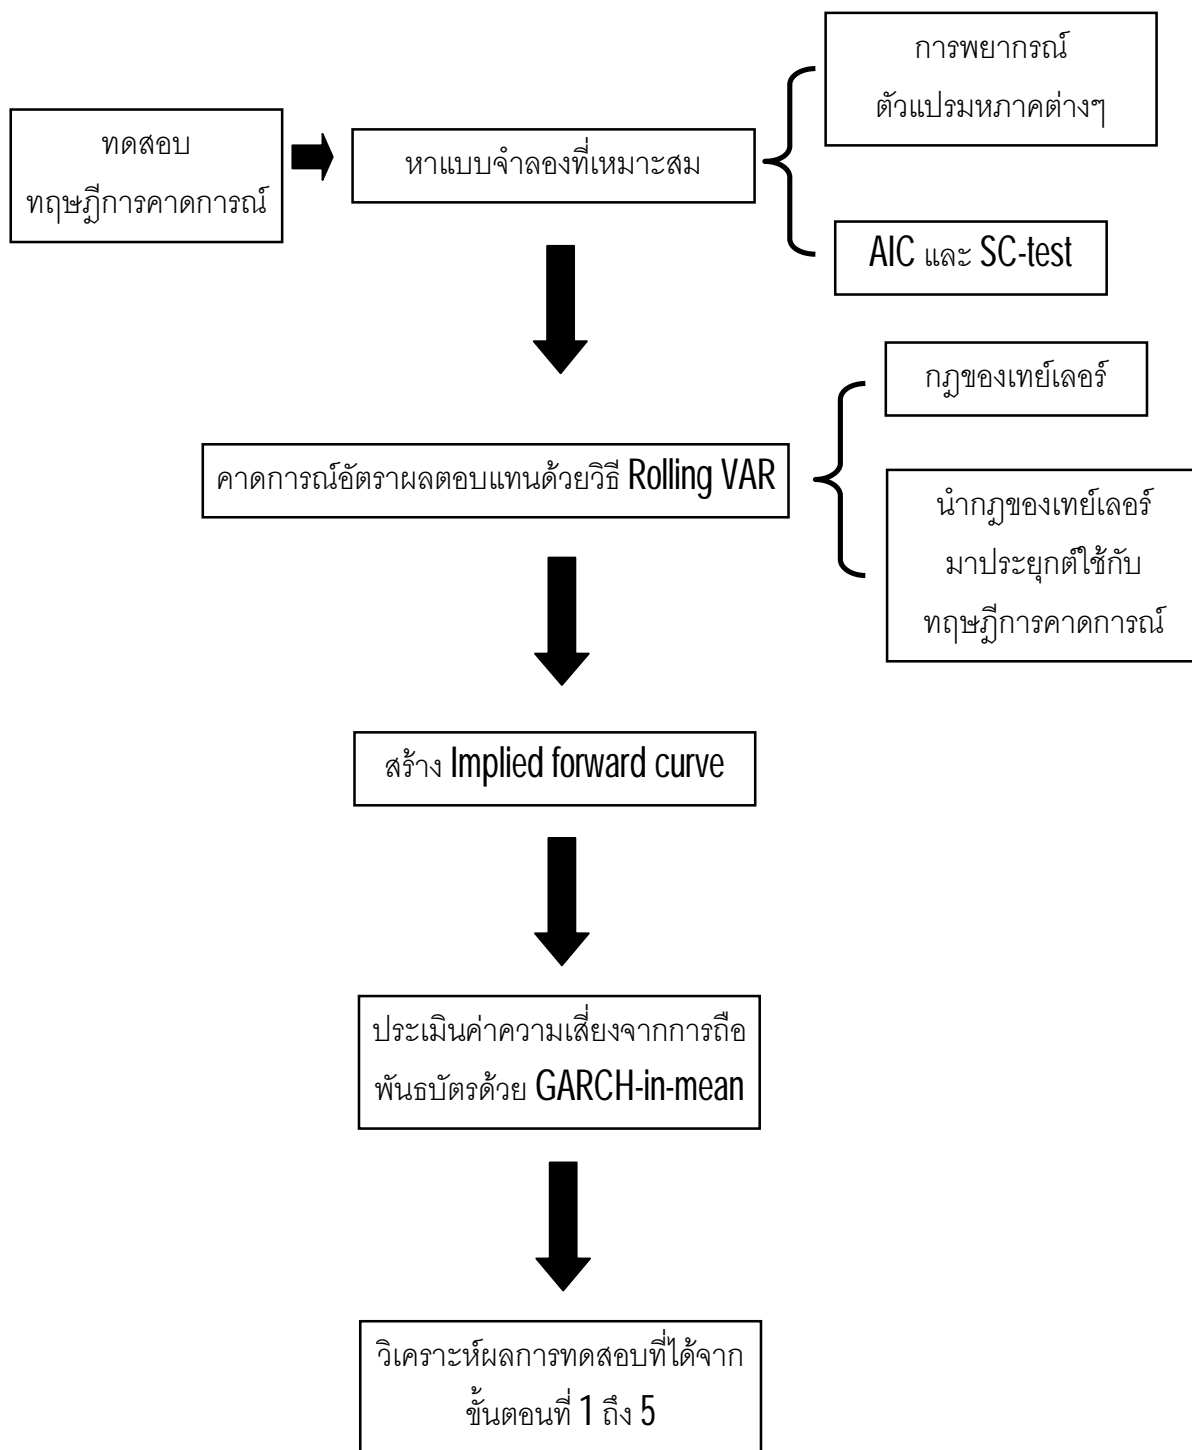 ทดสอบ
ทฤษฎีการคาดการณ์
หาแบบจำลองที่เหมาะสม
การพยากรณ์
ตัวแปรมหภาคต่างๆ
AIC และ SC-test
คาดการณ์อัตราผลตอบแทนด้วยวิธี Rolling VAR
กฎของเทย์เลอร์
นำกฎของเทย์เลอร์
มาประยุกต์ใช้กับ
ทฤษฎีการคาดการณ์
สร้าง Implied forward curve
ประเมินค่าความเสี่ยงจากการถือ
พันธบัตรด้วย GARCH-in-mean
วิเคราะห์ผลการทดสอบที่ได้จาก
ขั้นตอนที่ 1 ถึง 5